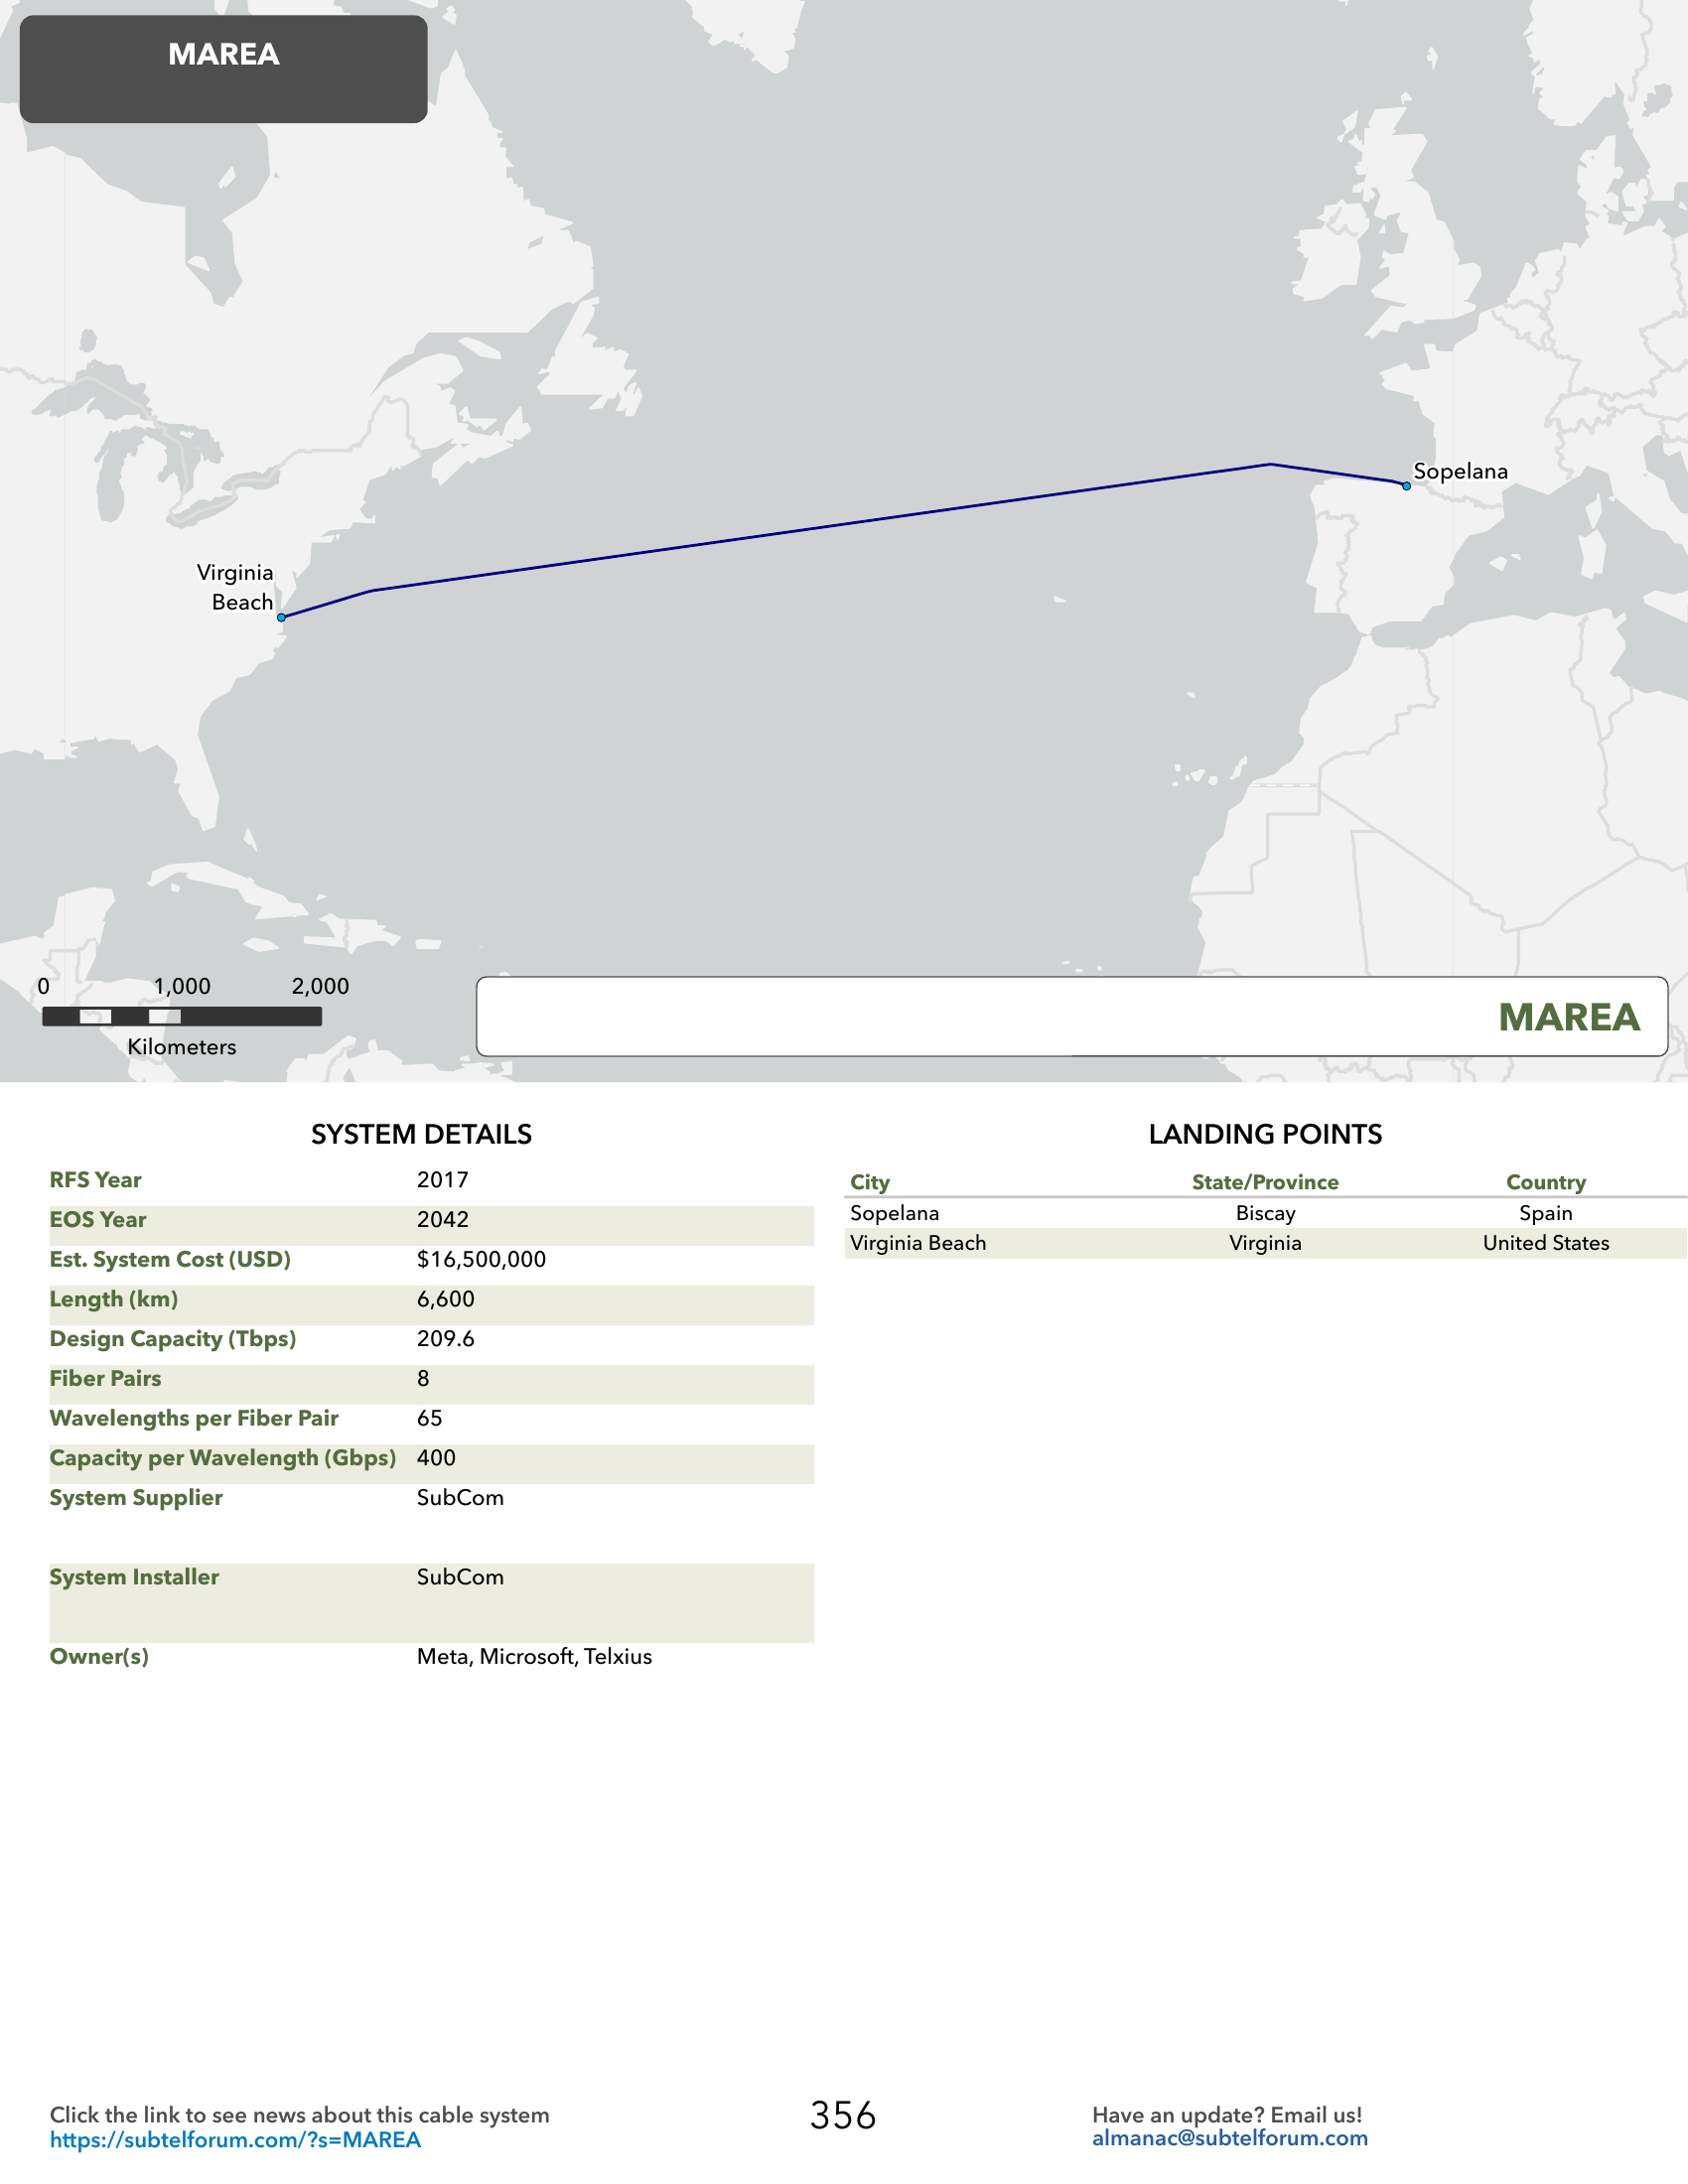 MAREA
Sopelana
Virginia
Beach
0 1,000 2,000
Kilometers
MAREA
SYSTEM DETAILS
RFS Year 2017
EOS Year 2042
Est. System Cost (USD) $16,500,000
Length (km) 6,600
Design Capacity (Tbps) 209.6
Fiber Pairs 8
Wavelengths per Fiber Pair 65
Capacity per Wavelength (Gbps) 400
System Supplier SubCom
System Installer SubCom
Owner(s) Meta, Microsoft, Telxius
LANDING POINTS
City State/Province Country
Sopelana Biscay Spain
Virginia Beach Virginia United States
Click the link to see news about this cable system
https://subtelforum.com/?s=MAREA
356
Have an update? Email us!
almanac@subtelforum.com